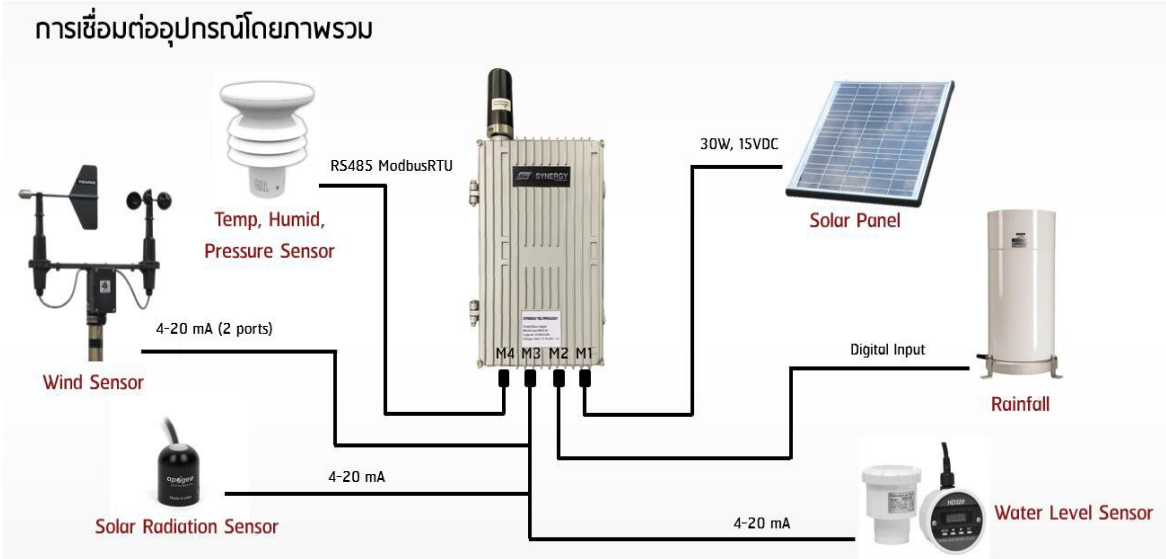 การเชื่อมต่ออุปกรณ์โดยภาพรวม
RS485 ModbusRTU
30W, 15VDC
SYNERGY
Temp, Humid,
Pressure Sensor
Solar Panel
4-20 mA (2 ports)
SYNERGY TECHNOLOGY
M4 M3 M2 M1
Digital Input
Wind Sensor
Rainfall
apogee
4-20 mA
HD320
Solar Radiation Sensor
4-20 mA
Water Level Sensor